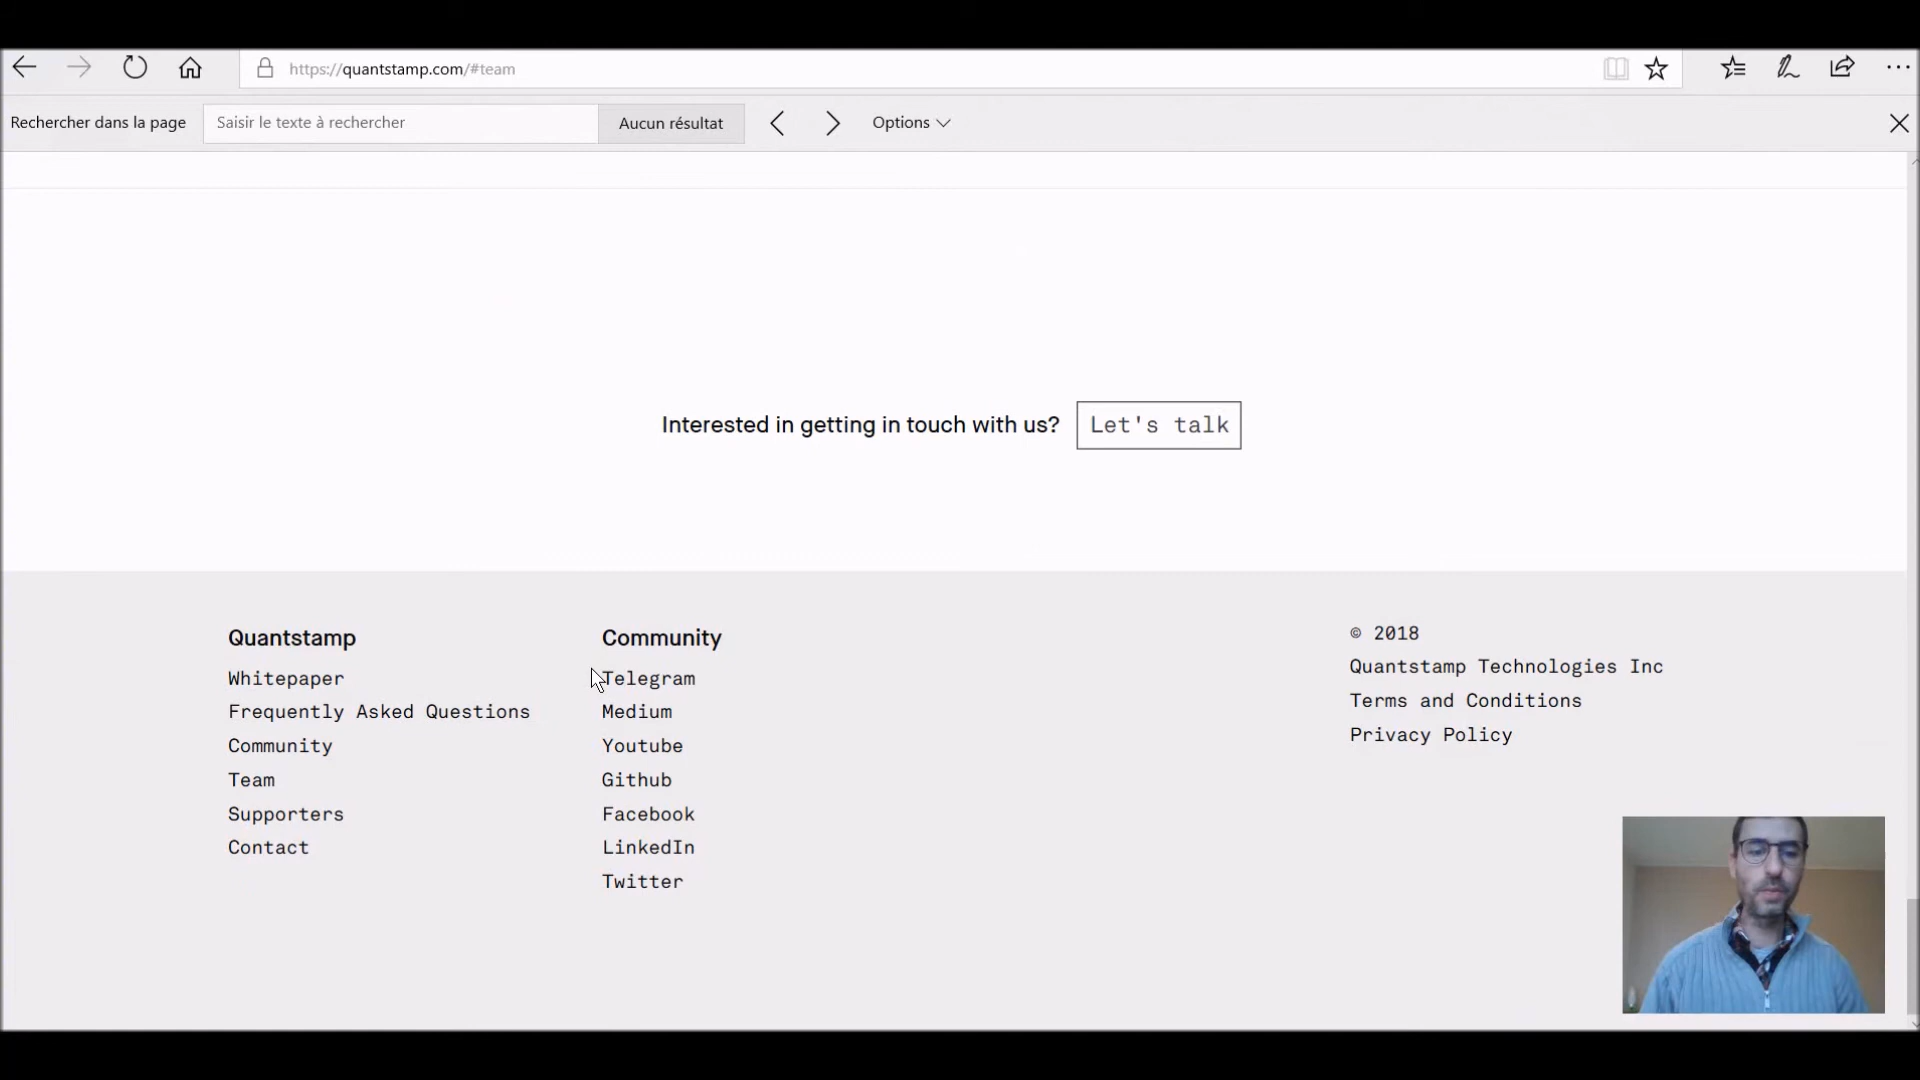 https://quantstamp.com/#team
Rechercher dans la page
Saisir le texte à rechercher
Aucun résultat
Options
Interested in getting in touch with us?
Let's talk
Quantstamp
Whitepaper
Frequently Asked Questions
Community
Team
Supporters
Contact
Community
Telegram
Medium
Youtube
Github
Facebook
LinkedIn
Twitter
© 2018
Quantstamp Technologies Inc
Terms and Conditions
Privacy Policy